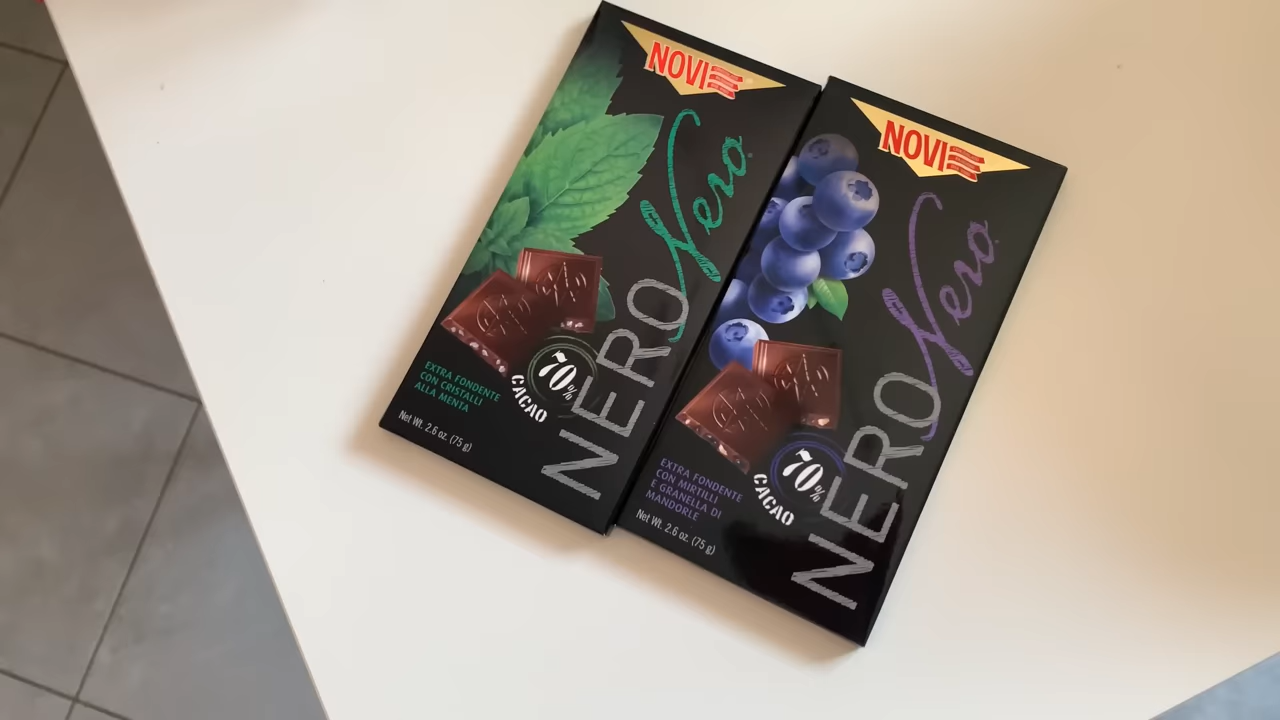 NOVI
Nero
NERO
70%
CACAO
EXTRA FONDENTE
CON CRISTALLI
ALLA MENTA
Net Wt. 2.6 oz. (75 g)
NOVI
Nero
NERO
70%
CACAO
EXTRA FONDENTE
CON MIRTILLI
E GRANELLA DI
MANDORLE
Net Wt. 2.6 oz. (75 g)